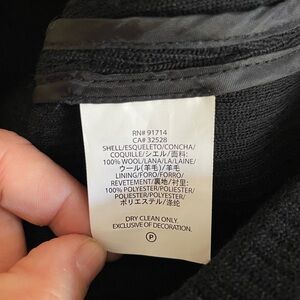 RN# 91714
CA# 32528
SHELL/ESQUELETO/CONCHA/
COQUILLE/シエル/面料:
100% WOOL/LANA/LA/LAINE/
ウール(羊毛)/羊毛
LINING/FORO/FORRO/
REVETEMENT/裏地/衬里:
100% POLYESTER/POLIESTER/
POLIESTER/POLYESTER/
ポリエステル/涤纶
DRY CLEAN ONLY.
EXCLUSIVE OF DECORATION.
P